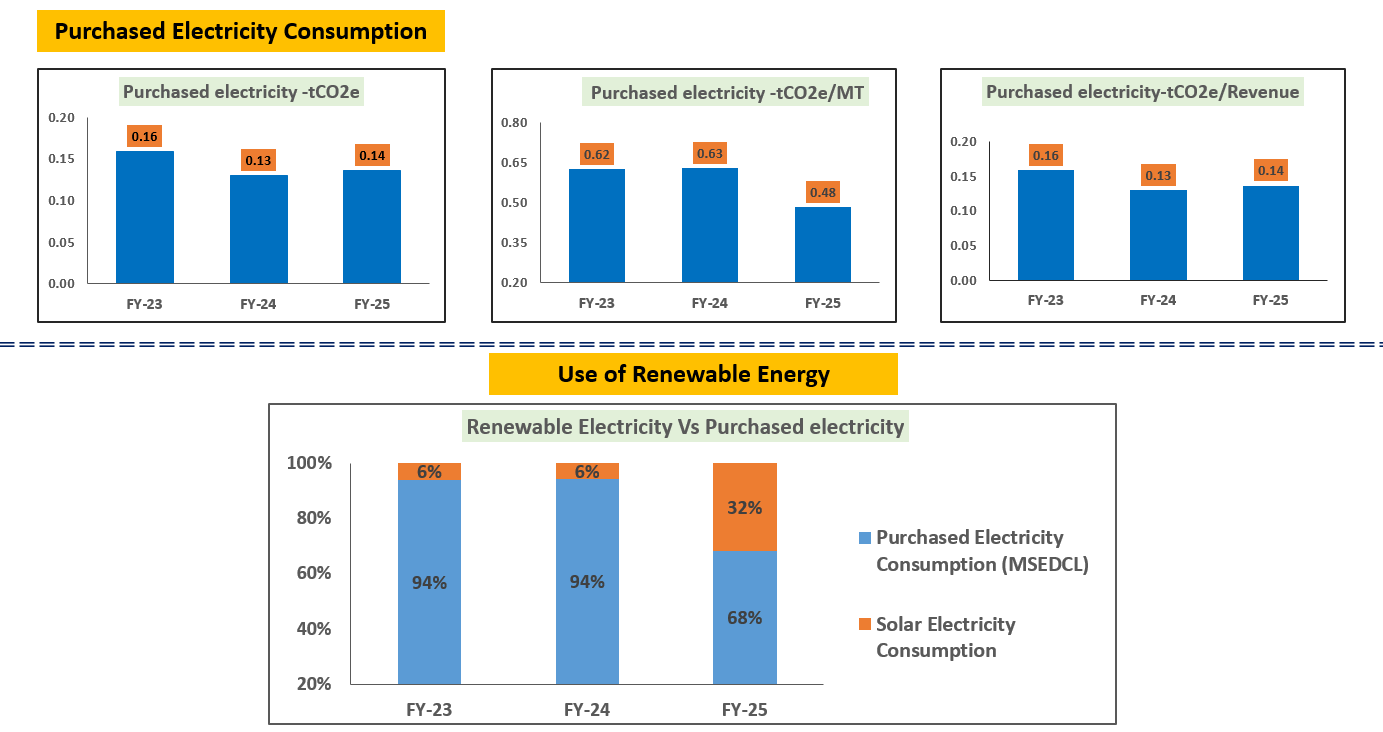 Purchased Electricity Consumption
Purchased electricity -tCO2e
0.20
0.15
0.10
0.05
0.00
0.16
0.13
0.14
FY-23
FY-24
FY-25
Purchased electricity -tCO2e/MT
0.80
0.65
0.50
0.35
0.20
0.62
0.63
0.48
FY-23
FY-24
FY-25
Purchased electricity-tCO2e/Revenue
0.20
0.15
0.10
0.05
0.00
0.16
0.13
0.14
FY-23
FY-24
FY-25
Use of Renewable Energy
Renewable Electricity Vs Purchased electricity
100%
80%
60%
40%
20%
6%
6%
32%
94%
94%
68%
FY-23
FY-24
FY-25
Purchased Electricity
Consumption (MSEDCL)
Solar Electricity
Consumption